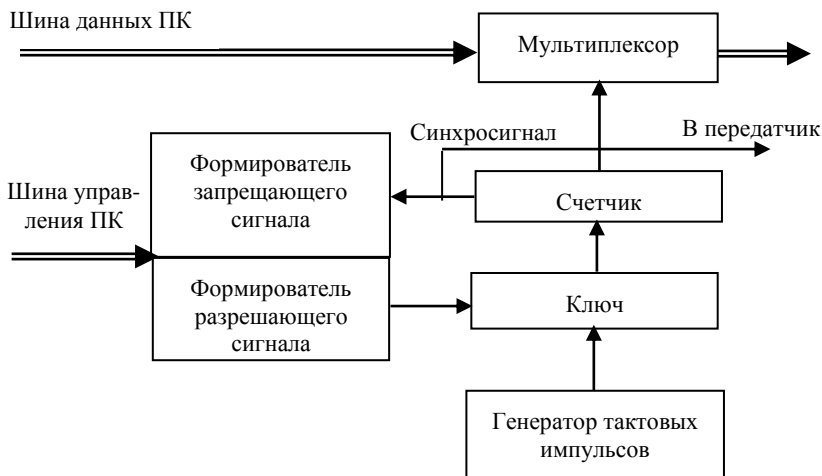 Шина данных ПК
Мультиплексор
Синхросигнал
В передатчик
Формирователь
запрещающего
сигнала
Шина управ-
ления ПК
Счетчик
Формирователь
разрешающего
сигнала
Ключ
Генератор тактовых
импульсов